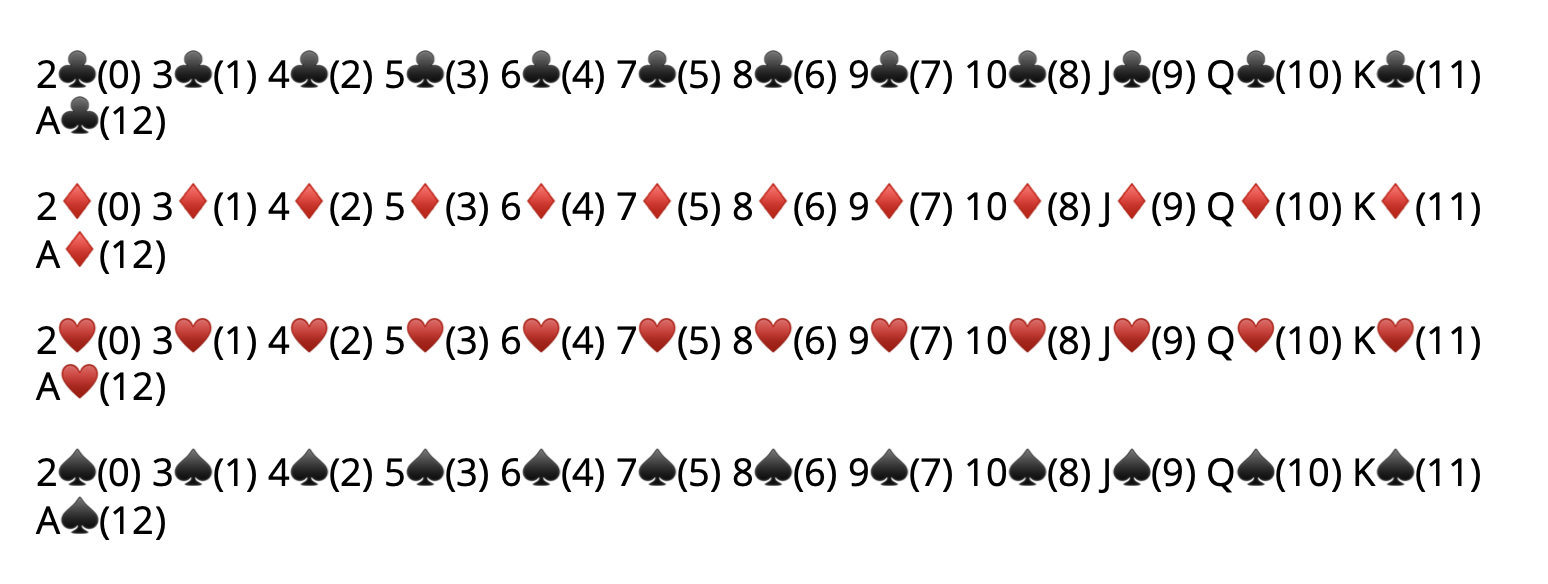 2♣(0) 3♣(1) 4♣(2) 5♣(3) 6♣(4) 7♣(5) 8♣(6) 9♣(7) 10♣(8) J♣(9) Q♣(10) K♣(11)
A♣(12)
2♦(0) 3♦(1) 4♦(2) 5♦(3) 6♦(4) 7♦(5) 8♦(6) 9♦(7) 10♦(8) J♦(9) Q♦(10) K♦(11)
A♦(12)
2♥(0) 3♥(1) 4♥(2) 5♥(3) 6♥(4) 7♥(5) 8♥(6) 9♥(7) 10♥(8) J♥(9) Q♥(10) K♥(11)
A♥(12)
2♠(0) 3♠(1) 4♠(2) 5♠(3) 6♠(4) 7♠(5) 8♠(6) 9♠(7) 10♠(8) J♠(9) Q♠(10) K♠(11)
A♠(12)